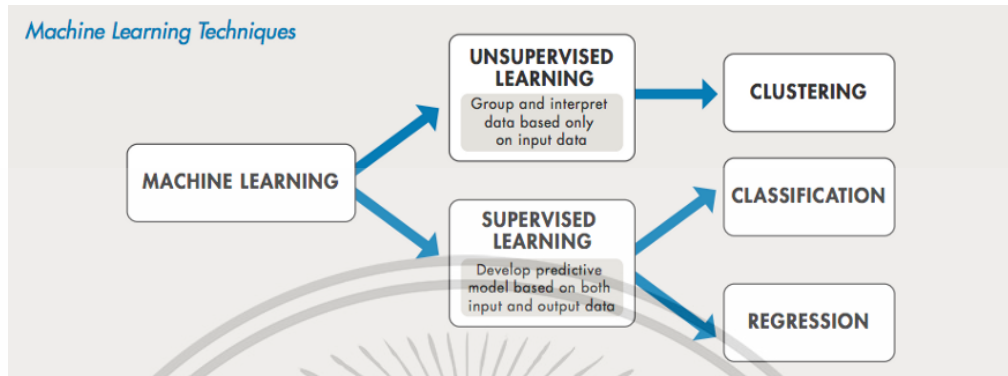 Machine Learning Techniques
UNSUPERVISED
LEARNING
Group and interpret
data based only
on input data
CLUSTERING
MACHINE LEARNING
CLASSIFICATION
SUPERVISED
LEARNING
Develop predictive
model based on both
input and output data
REGRESSION